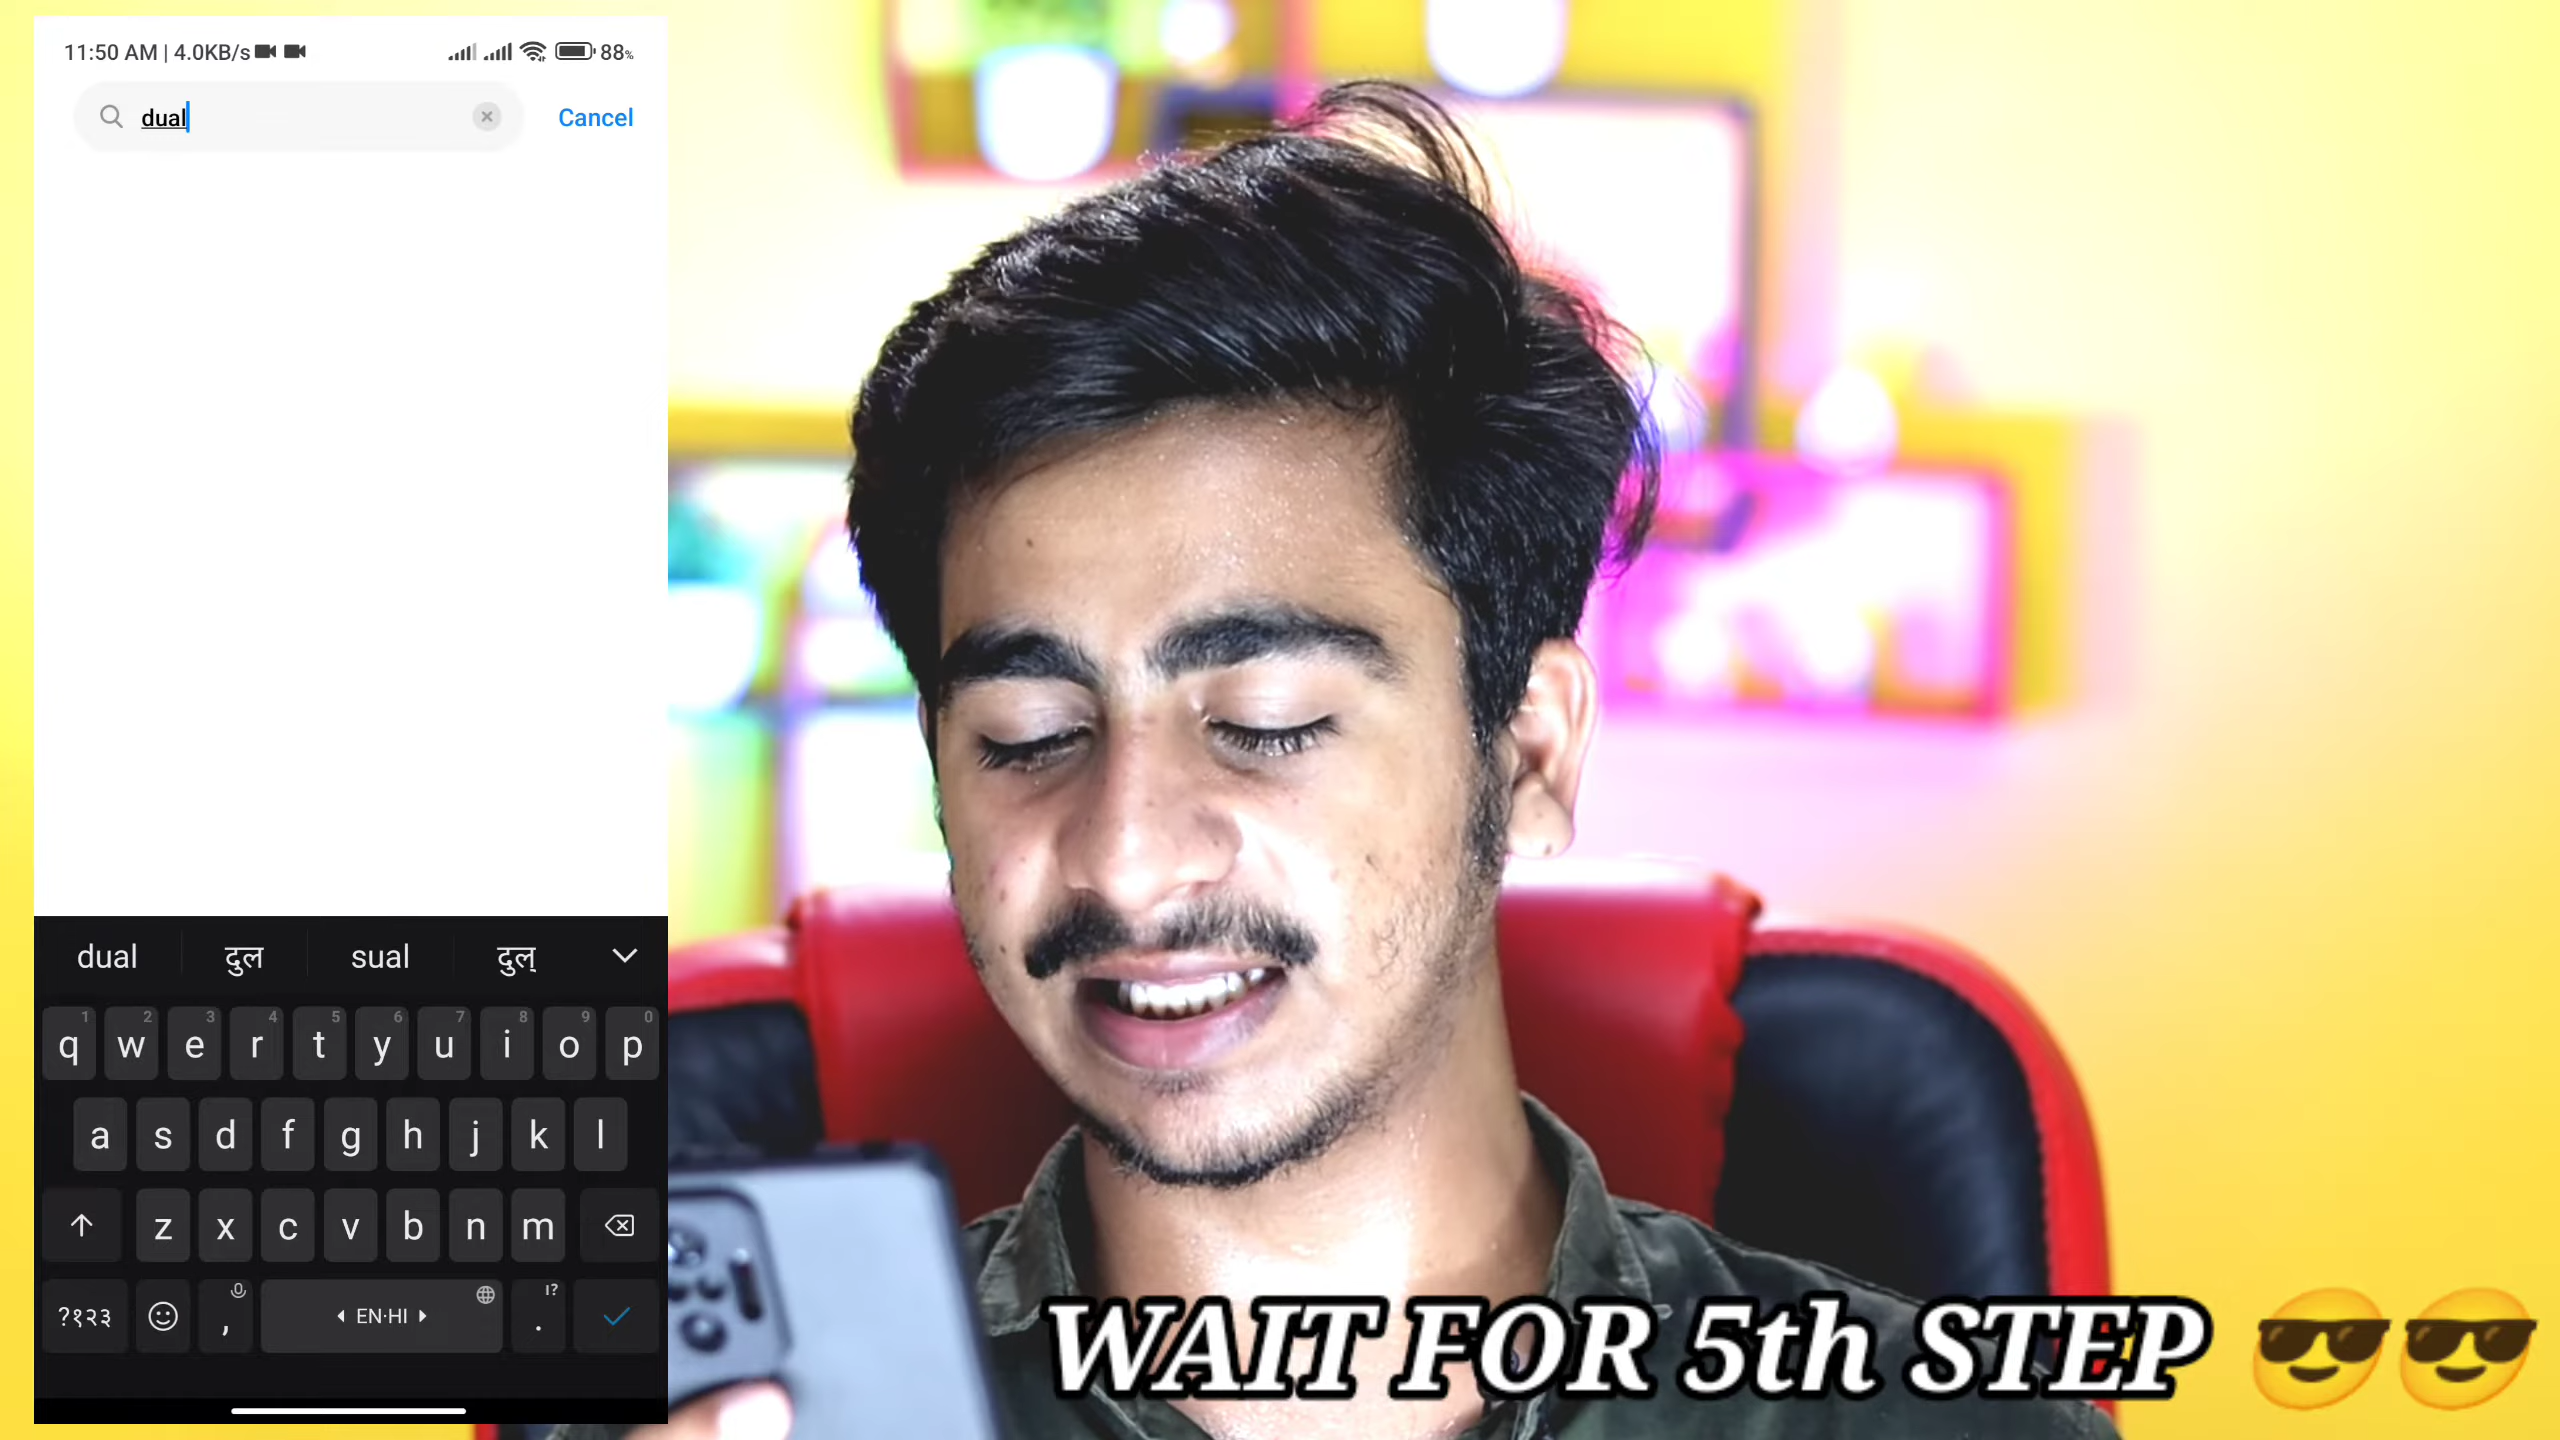 11:50 AM | 4.0KB/s 88%
dual Cancel
dual दुल sual दुल्
1 2 3 4 5 6 7 8 9 0
q w e r t y u i o p
a s d f g h j k l
z x c v b n m
?१२३ , EN·HI . !?
WAIT FOR 5th STEP 😎😎